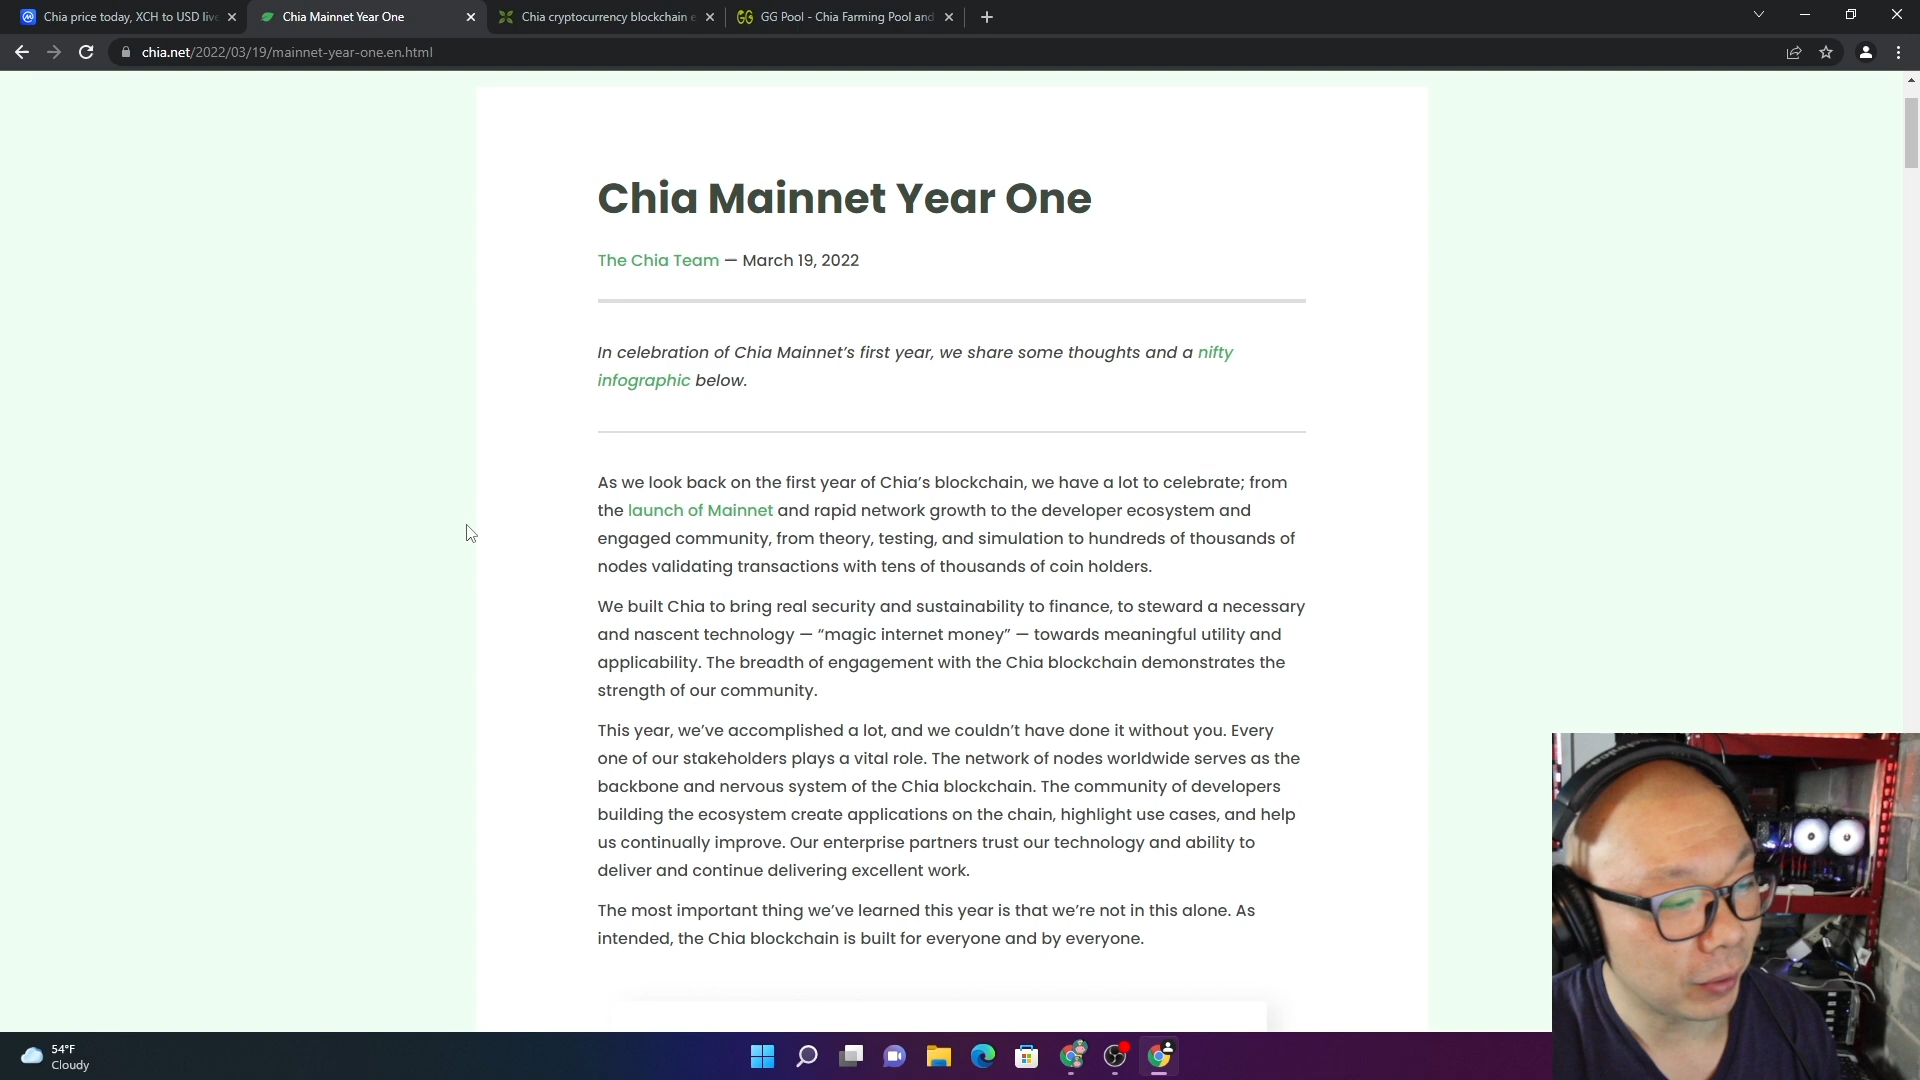 Chia price today, XCH to USD live
Chia Mainnet Year One
Chia cryptocurrency blockchain e
GG Pool - Chia Farming Pool and
chia.net/2022/03/19/mainnet-year-one.en.html
Chia Mainnet Year One
The Chia Team — March 19, 2022
In celebration of Chia Mainnet’s first year, we share some thoughts and a nifty
infographic below.
As we look back on the first year of Chia’s blockchain, we have a lot to celebrate; from
the launch of Mainnet and rapid network growth to the developer ecosystem and
engaged community, from theory, testing, and simulation to hundreds of thousands of
nodes validating transactions with tens of thousands of coin holders.
We built Chia to bring real security and sustainability to finance, to steward a necessary
and nascent technology — “magic internet money” — towards meaningful utility and
applicability. The breadth of engagement with the Chia blockchain demonstrates the
strength of our community.
This year, we’ve accomplished a lot, and we couldn’t have done it without you. Every
one of our stakeholders plays a vital role. The network of nodes worldwide serves as the
backbone and nervous system of the Chia blockchain. The community of developers
building the ecosystem create applications on the chain, highlight use cases, and help
us continually improve. Our enterprise partners trust our technology and ability to
deliver and continue delivering excellent work.
The most important thing we’ve learned this year is that we’re not in this alone. As
intended, the Chia blockchain is built for everyone and by everyone.
54°F
Cloudy